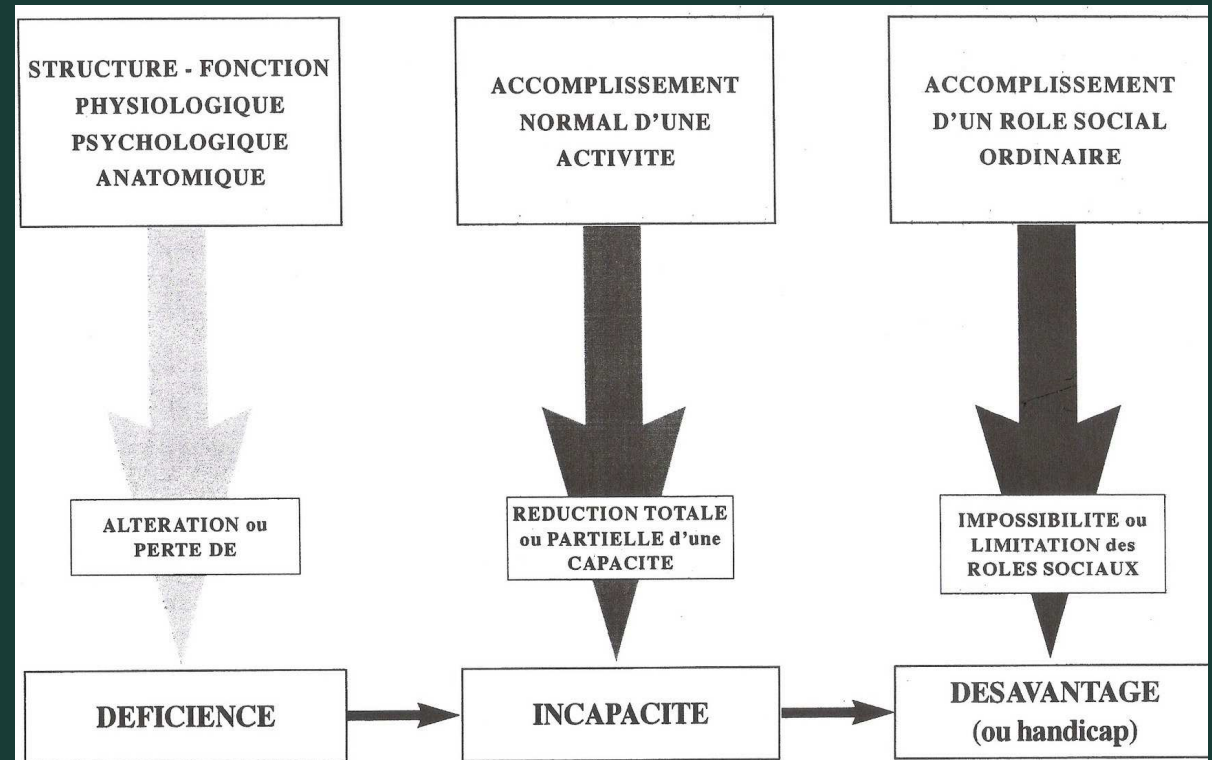 STRUCTURE - FONCTION
PHYSIOLOGIQUE
PSYCHOLOGIQUE
ANATOMIQUE
ACCOMPLISSEMENT
NORMAL D'UNE
ACTIVITE
ACCOMPLISSEMENT
D'UN ROLE SOCIAL
ORDINAIRE
ALTERATION ou
PERTE DE
REDUCTION TOTALE
ou PARTIELLE d'une
CAPACITE
IMPOSSIBILITE ou
LIMITATION des
ROLES SOCIAUX
DEFICIENCE
INCAPACITE
DESAVANTAGE
(ou handicap)